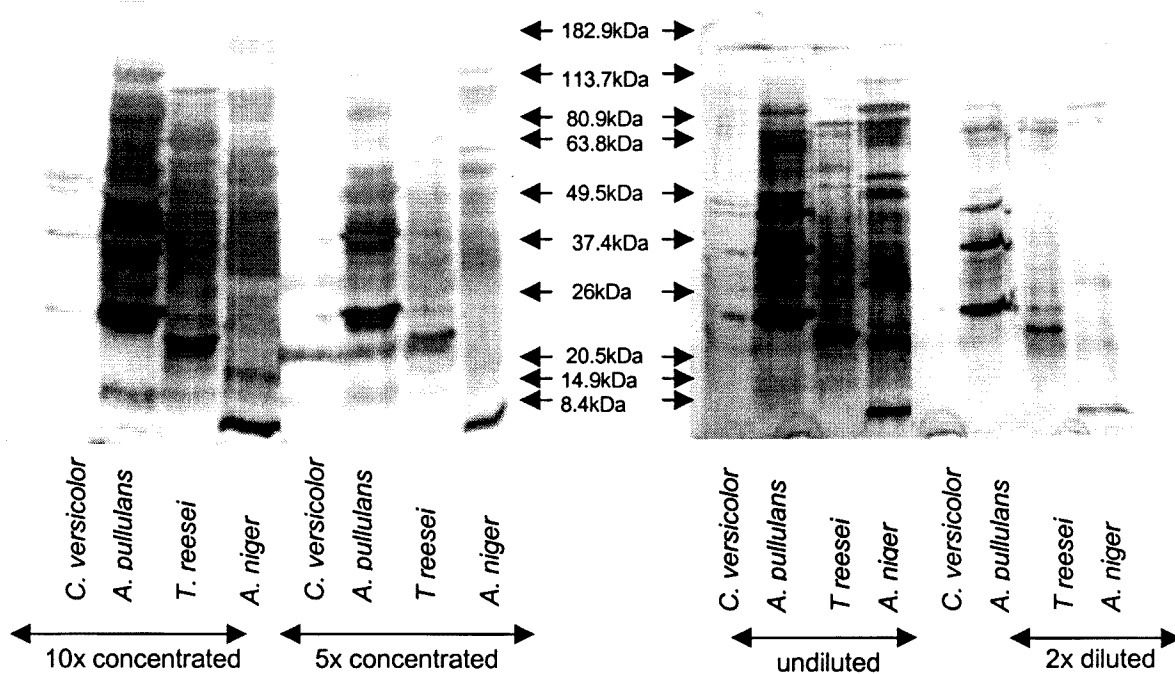 182.9kDa
113.7kDa
80.9kDa
63.8kDa
49.5kDa
37.4kDa
26kDa
20.5kDa
14.9kDa
8.4kDa
C. versicolor
A. pullulans
T. reesei
A. niger
C. versicolor
A. pullulans
T reesei
A. niger
C. versicolor
A. pullulans
T reesei
A. niger
C. versicolor
A. pullulans
T reesei
A. niger
10x concentrated
5x concentrated
undiluted
2x diluted